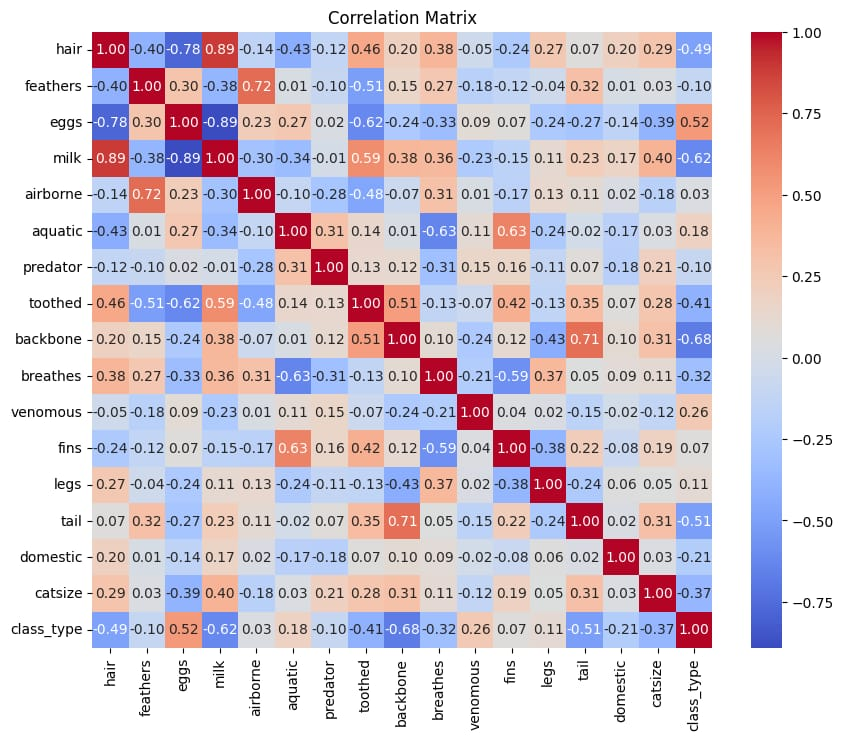 Correlation Matrix
hair 1.00 -0.40 -0.78 0.89 -0.14 -0.43 -0.12 0.46 0.20 0.38 -0.05 -0.24 0.27 0.07 0.20 0.29 -0.49
feathers -0.40 1.00 0.30 -0.38 0.72 0.01 -0.10 -0.51 0.15 0.27 -0.18 -0.12 -0.04 0.32 0.01 0.03 -0.10
eggs -0.78 0.30 1.00 -0.89 0.23 0.27 0.02 -0.62 -0.24 -0.33 0.09 0.07 -0.24 -0.27 -0.14 -0.39 0.52
milk 0.89 -0.38 -0.89 1.00 -0.30 -0.34 -0.01 0.59 0.38 0.36 -0.23 -0.15 0.11 0.23 0.17 0.40 -0.62
airborne -0.14 0.72 0.23 -0.30 1.00 -0.10 -0.28 -0.48 -0.07 0.31 0.01 -0.17 0.13 0.11 0.02 -0.18 0.03
aquatic -0.43 0.01 0.27 -0.34 -0.10 1.00 0.31 0.14 0.01 -0.63 0.11 0.63 -0.24 -0.02 -0.17 0.03 0.18
predator -0.12 -0.10 0.02 -0.01 -0.28 0.31 1.00 0.13 0.12 -0.31 0.15 0.16 -0.11 0.07 -0.18 0.21 -0.10
toothed 0.46 -0.51 -0.62 0.59 -0.48 0.14 0.13 1.00 0.51 -0.13 -0.07 0.42 -0.13 0.35 0.07 0.28 -0.41
backbone 0.20 0.15 -0.24 0.38 -0.07 0.01 0.12 0.51 1.00 0.10 -0.24 0.12 -0.43 0.71 0.10 0.31 -0.68
breathes 0.38 0.27 -0.33 0.36 0.31 -0.63 -0.31 -0.13 0.10 1.00 -0.21 -0.59 0.37 0.05 0.09 0.11 -0.32
venomous -0.05 -0.18 0.09 -0.23 0.01 0.11 0.15 -0.07 -0.24 -0.21 1.00 0.04 0.02 -0.15 -0.02 -0.12 0.26
fins -0.24 -0.12 0.07 -0.15 -0.17 0.63 0.16 0.42 0.12 -0.59 0.04 1.00 -0.38 0.22 -0.08 0.19 0.07
legs 0.27 -0.04 -0.24 0.11 0.13 -0.24 -0.11 -0.13 -0.43 0.37 0.02 -0.38 1.00 -0.24 0.06 0.05 0.11
tail 0.07 0.32 -0.27 0.23 0.11 -0.02 0.07 0.35 0.71 0.05 -0.15 0.22 -0.24 1.00 0.02 0.31 -0.51
domestic 0.20 0.01 -0.14 0.17 0.02 -0.17 -0.18 0.07 0.10 0.09 -0.02 -0.08 0.06 0.02 1.00 0.03 -0.21
catsize 0.29 0.03 -0.39 0.40 -0.18 0.03 0.21 0.28 0.31 0.11 -0.12 0.19 0.05 0.31 0.03 1.00 -0.37
class_type -0.49 -0.10 0.52 -0.62 0.03 0.18 -0.10 -0.41 -0.68 -0.32 0.26 0.07 0.11 -0.51 -0.21 -0.37 1.00
hair feathers eggs milk airborne aquatic predator toothed backbone breathes venomous fins legs tail domestic catsize class_type
1.00
0.75
0.50
0.25
0.00
−0.25
−0.50
−0.75